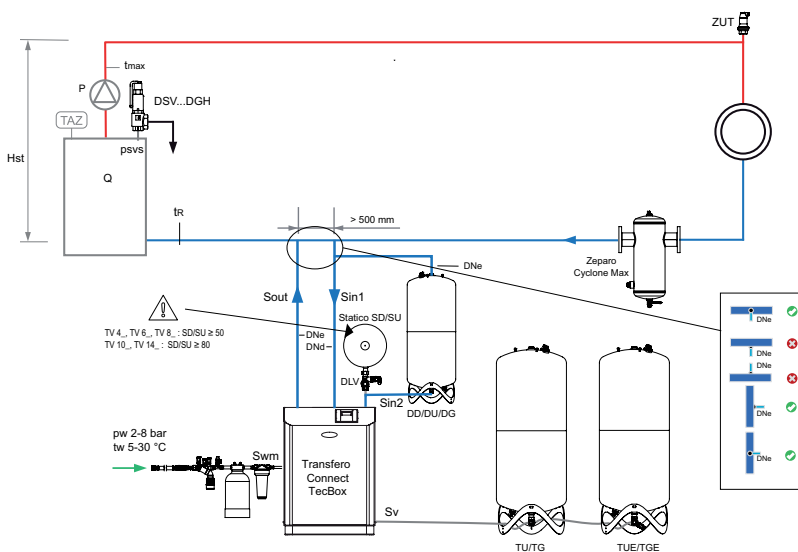 ZUT
tmax
P
DSV...DGH
TAZ
psvs
Hst
Q
tR
> 500 mm
Zeparo
Cyclone Max
DNe
Sout
Sin1
Statico SD/SU
TV 4_, TV 6_, TV 8_ : SD/SU ≥ 50
TV 10_, TV 14_ : SD/SU ≥ 80
DNe
DNd
DLV
Sin2
DD/DU/DG
DNe
DNe
DNe
DNe
DNe
pw 2-8 bar
tw 5-30 °C
Swm
Transfero
Connect
TecBox
Sv
TU/TG
TUE/TGE